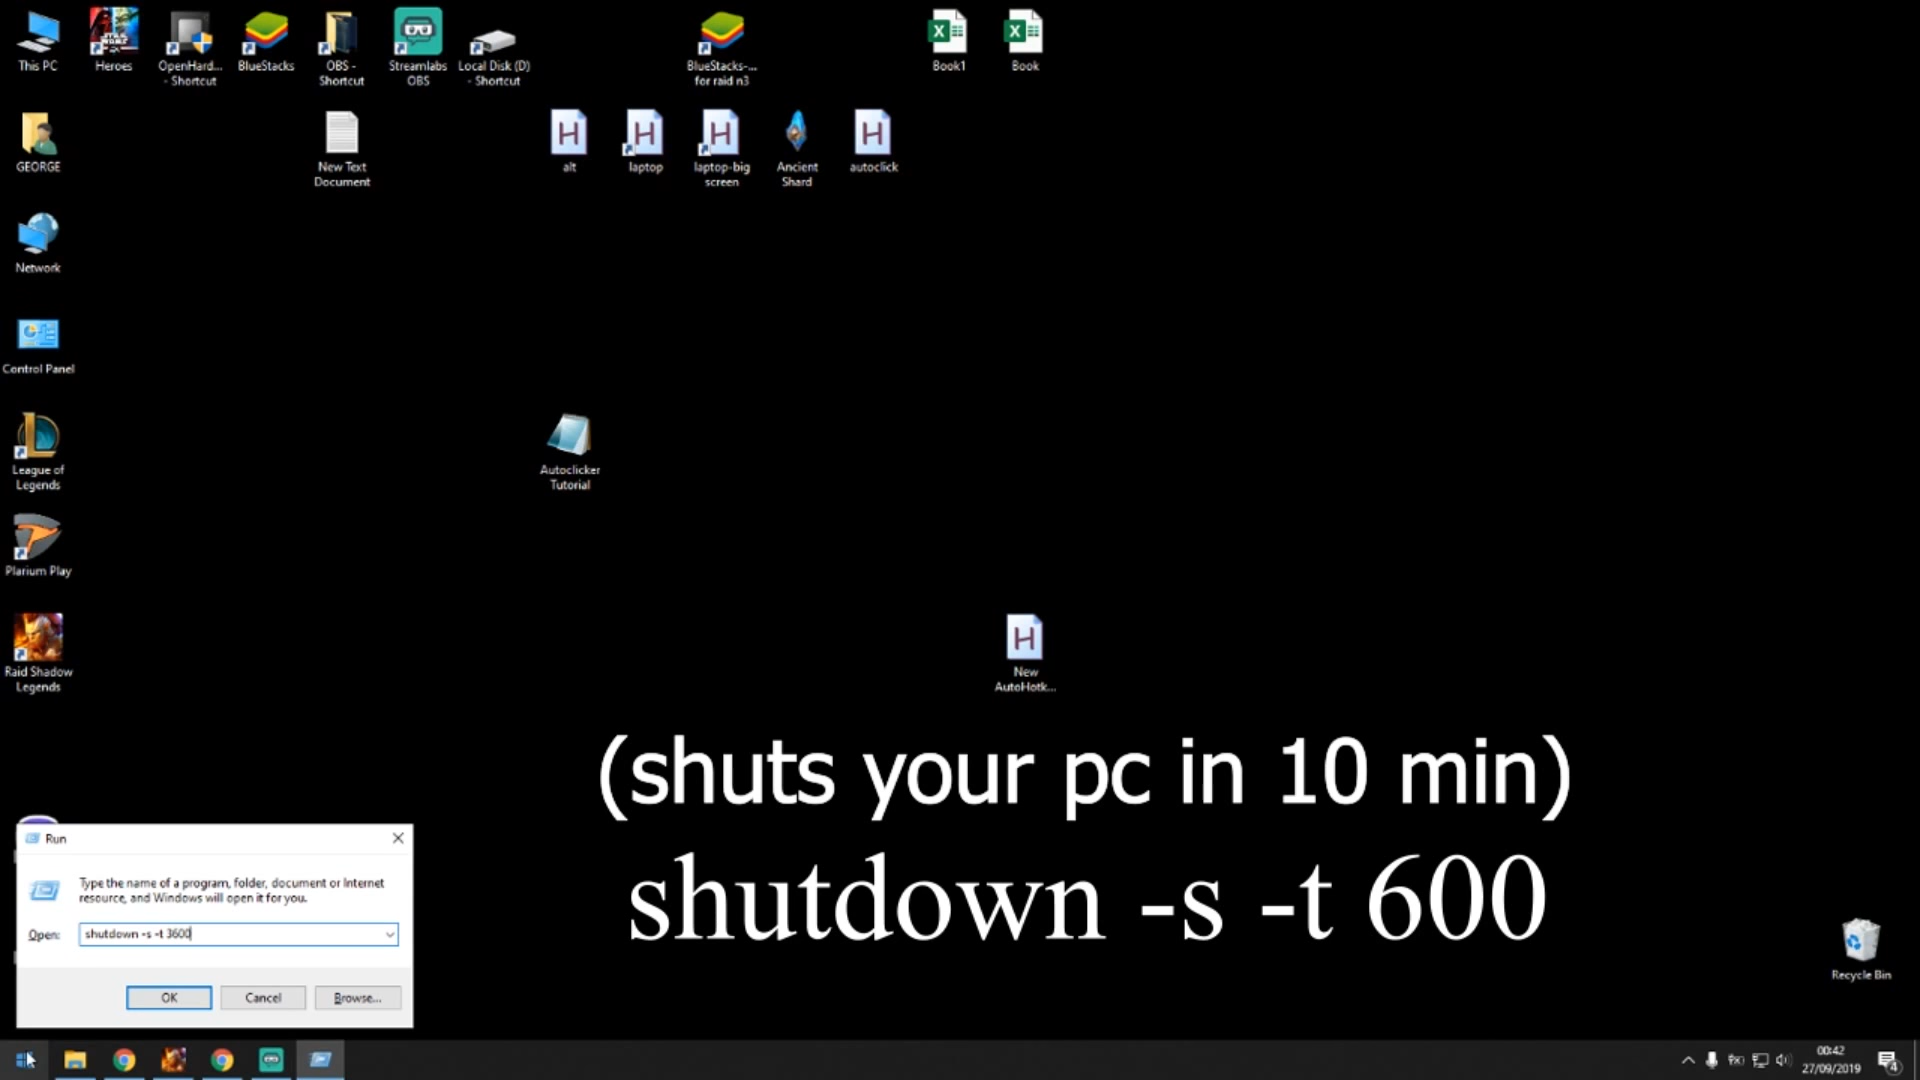 This PC
Heroes
OpenHard...
- Shortcut
BlueStacks
OBS -
Shortcut
Streamlabs
OBS
Local Disk (D)
- Shortcut
BlueStacks-...
for raid n3
Book1
Book
GEORGE
New Text
Document
alt
laptop
laptop-big
screen
Ancient
Shard
autoclick
Network
Control Panel
League of
Legends
Autoclicker
Tutorial
Plarium Play
Raid Shadow
Legends
New
AutoHotk...
(shuts your pc in 10 min)
shutdown -s -t 600
Run
Type the name of a program, folder, document or Internet
resource, and Windows will open it for you.
Open:
shutdown -s -t 3600
OK
Cancel
Browse...
Recycle Bin
00:42
27/09/2019
4